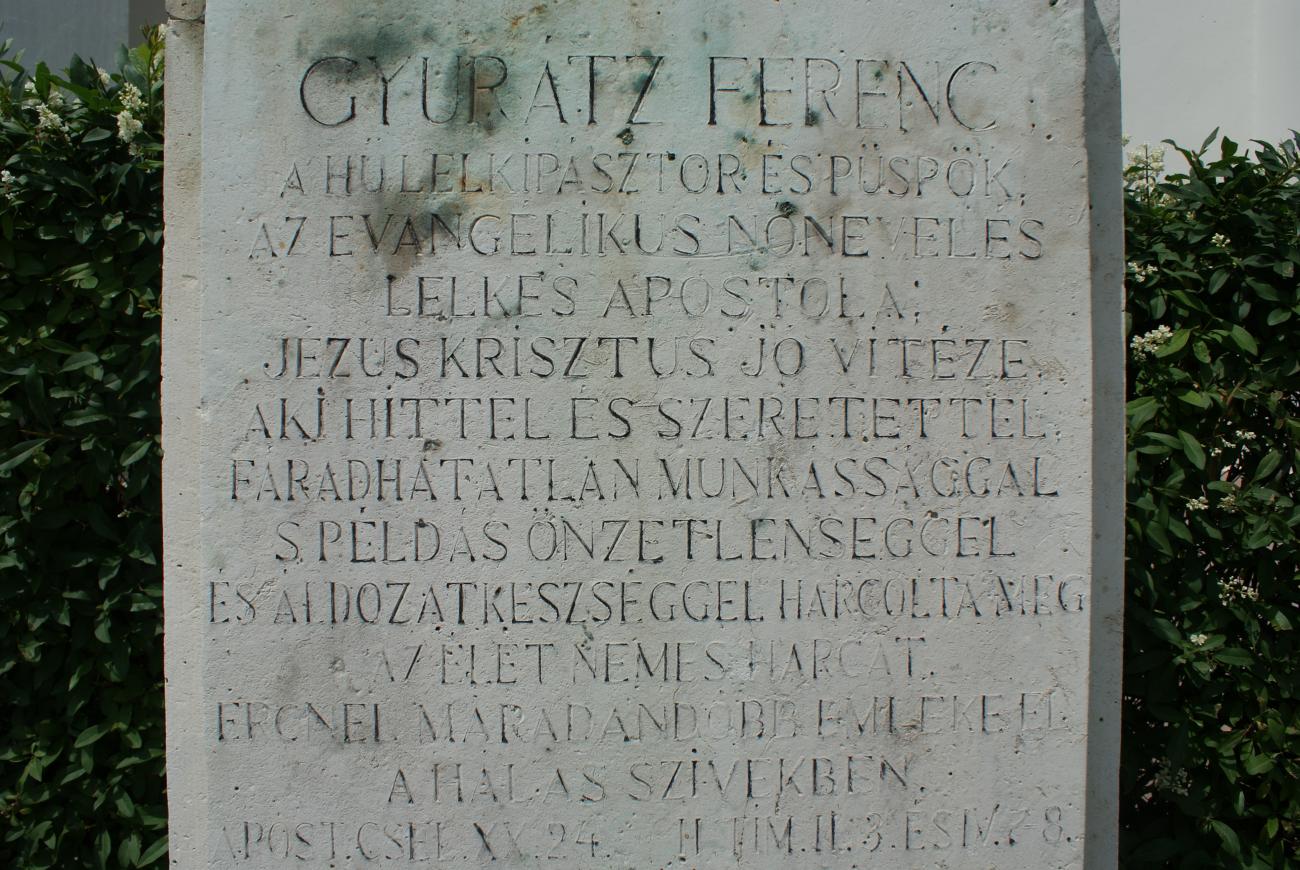 GYURÁTZ FERENC
A HŰ LELKIPÁSZTOR ÉS PÜSPÖK,
AZ EVANGELIKUS NŐNEVELÉS
LELKES APOSTOLA;
JÉZUS KRISZTUS JÓ VITÉZE,
AKI HITTEL ÉS SZERETETTEL,
FÁRADHATATLAN MUNKÁSSÁGGAL
S PÉLDÁS ÖNZETLENSÉGGEL
ÉS ÁLDOZATKÉSZSÉGGEL HARCOLTA MEG
AZ ÉLET NEMES HARCÁT.
ÉRCNÉL MARADANDÓBB EMLÉKE ÉL
A HÁLÁS SZÍVEKBEN.
APOST. CSEL. XV. 24. II TIM. II. 3. ÉS IV. 7-8.